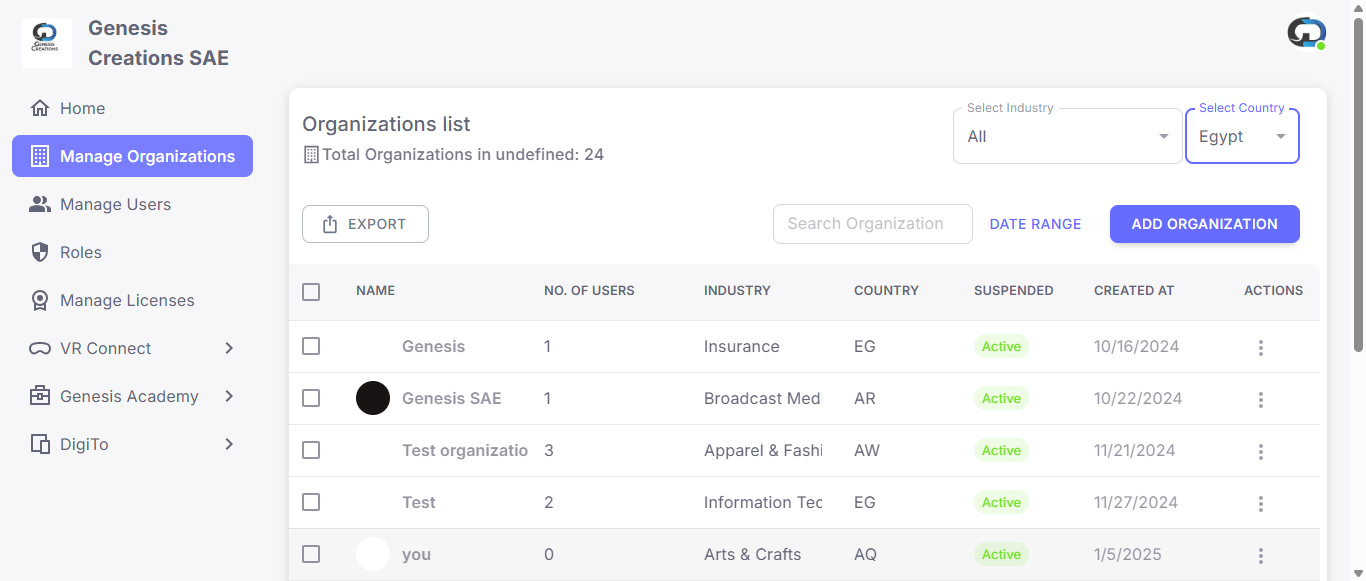 GENESIS
CREATIONS
Genesis
Creations SAE
Home
Manage Organizations
Manage Users
Roles
Manage Licenses
VR Connect
Genesis Academy
DigiTo
Organizations list
Total Organizations in undefined: 24
Select Industry
All
Select Country
Egypt
EXPORT
Search Organization
DATE RANGE
ADD ORGANIZATION
NAME NO. OF USERS INDUSTRY COUNTRY SUSPENDED CREATED AT ACTIONS
Genesis 1 Insurance EG Active 10/16/2024
Genesis SAE 1 Broadcast Med AR Active 10/22/2024
Test organizatio 3 Apparel & Fashi AW Active 11/21/2024
Test 2 Information Tec EG Active 11/27/2024
you 0 Arts & Crafts AQ Active 1/5/2025